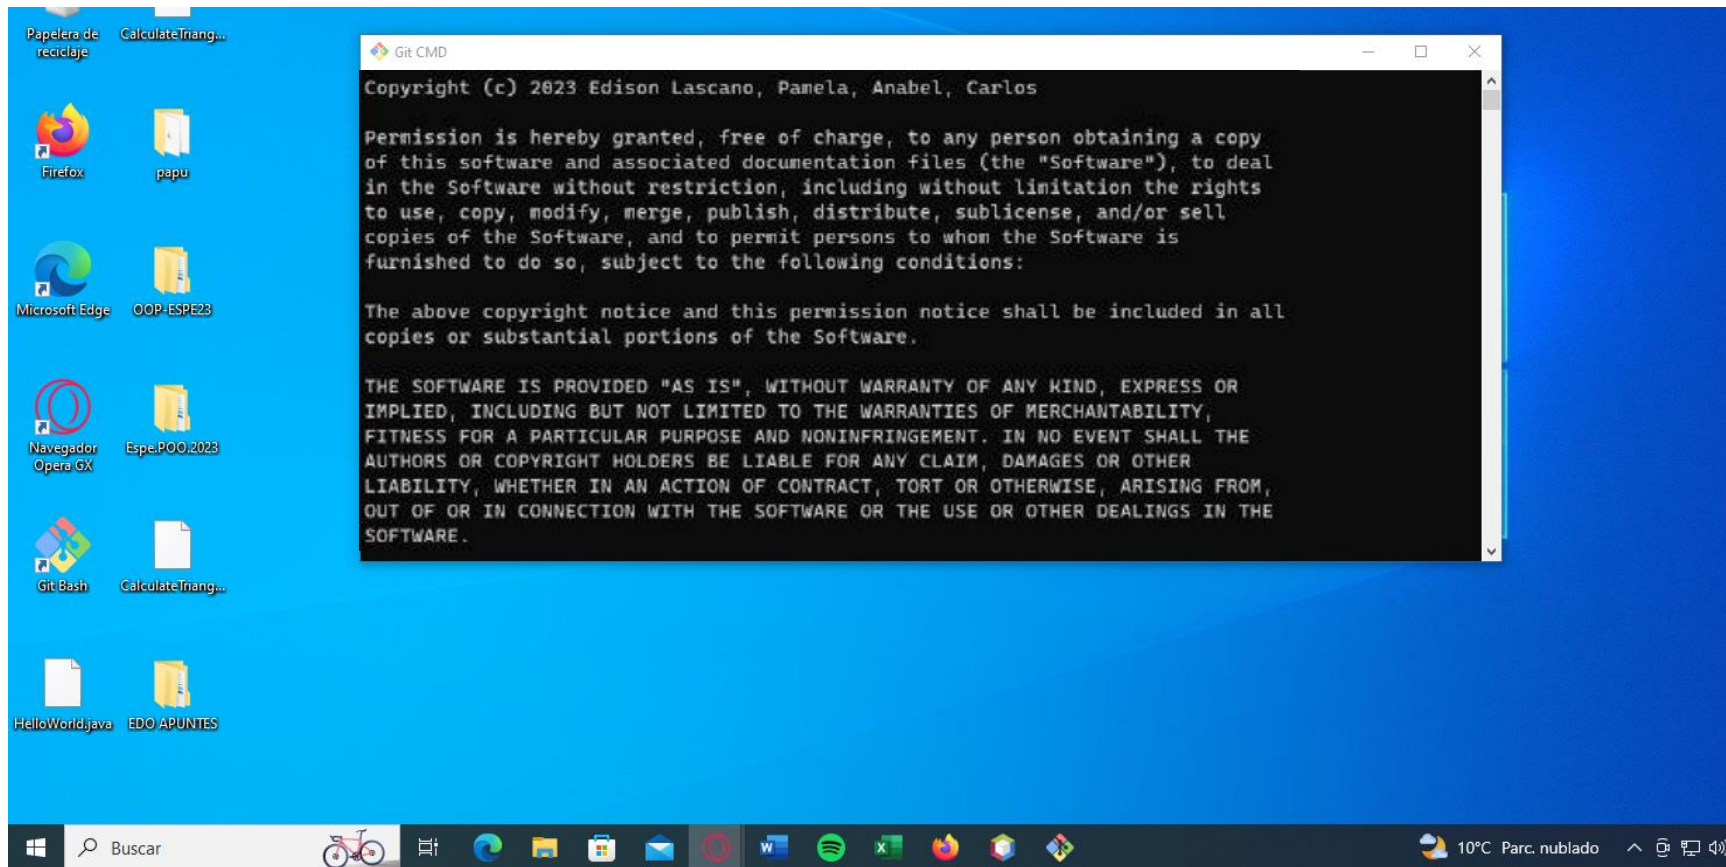 Papelera de
reciclaje
CalculateTriang...
Firefox
papu
Microsoft Edge
OOP-ESPE23
Navegador
Opera GX
Espe.POO.2023
Git Bash
CalculateTriang...
HelloWorld.java
EDO APUNTES
Git CMD
Copyright (c) 2023 Edison Lascano, Pamela, Anabel, Carlos
Permission is hereby granted, free of charge, to any person obtaining a copy
of this software and associated documentation files (the "Software"), to deal
in the Software without restriction, including without limitation the rights
to use, copy, modify, merge, publish, distribute, sublicense, and/or sell
copies of the Software, and to permit persons to whom the Software is
furnished to do so, subject to the following conditions:
The above copyright notice and this permission notice shall be included in all
copies or substantial portions of the Software.
THE SOFTWARE IS PROVIDED "AS IS", WITHOUT WARRANTY OF ANY KIND, EXPRESS OR
IMPLIED, INCLUDING BUT NOT LIMITED TO THE WARRANTIES OF MERCHANTABILITY,
FITNESS FOR A PARTICULAR PURPOSE AND NONINFRINGEMENT. IN NO EVENT SHALL THE
AUTHORS OR COPYRIGHT HOLDERS BE LIABLE FOR ANY CLAIM, DAMAGES OR OTHER
LIABILITY, WHETHER IN AN ACTION OF CONTRACT, TORT OR OTHERWISE, ARISING FROM,
OUT OF OR IN CONNECTION WITH THE SOFTWARE OR THE USE OR OTHER DEALINGS IN THE
SOFTWARE.
Buscar
10°C Parc. nublado